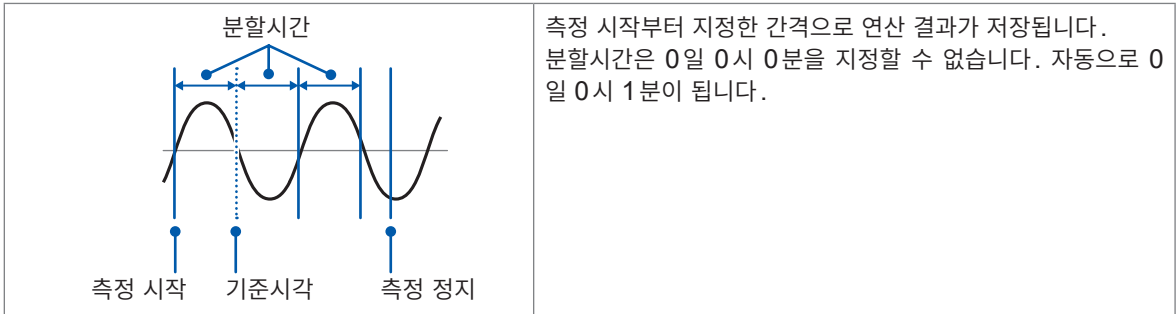 분할시간
측정 시작 기준시각 측정 정지
측정 시작부터 지정한 간격으로 연산 결과가 저장됩니다.
분할시간은 0일 0시 0분을 지정할 수 없습니다. 자동으로 0
일 0시 1분이 됩니다.